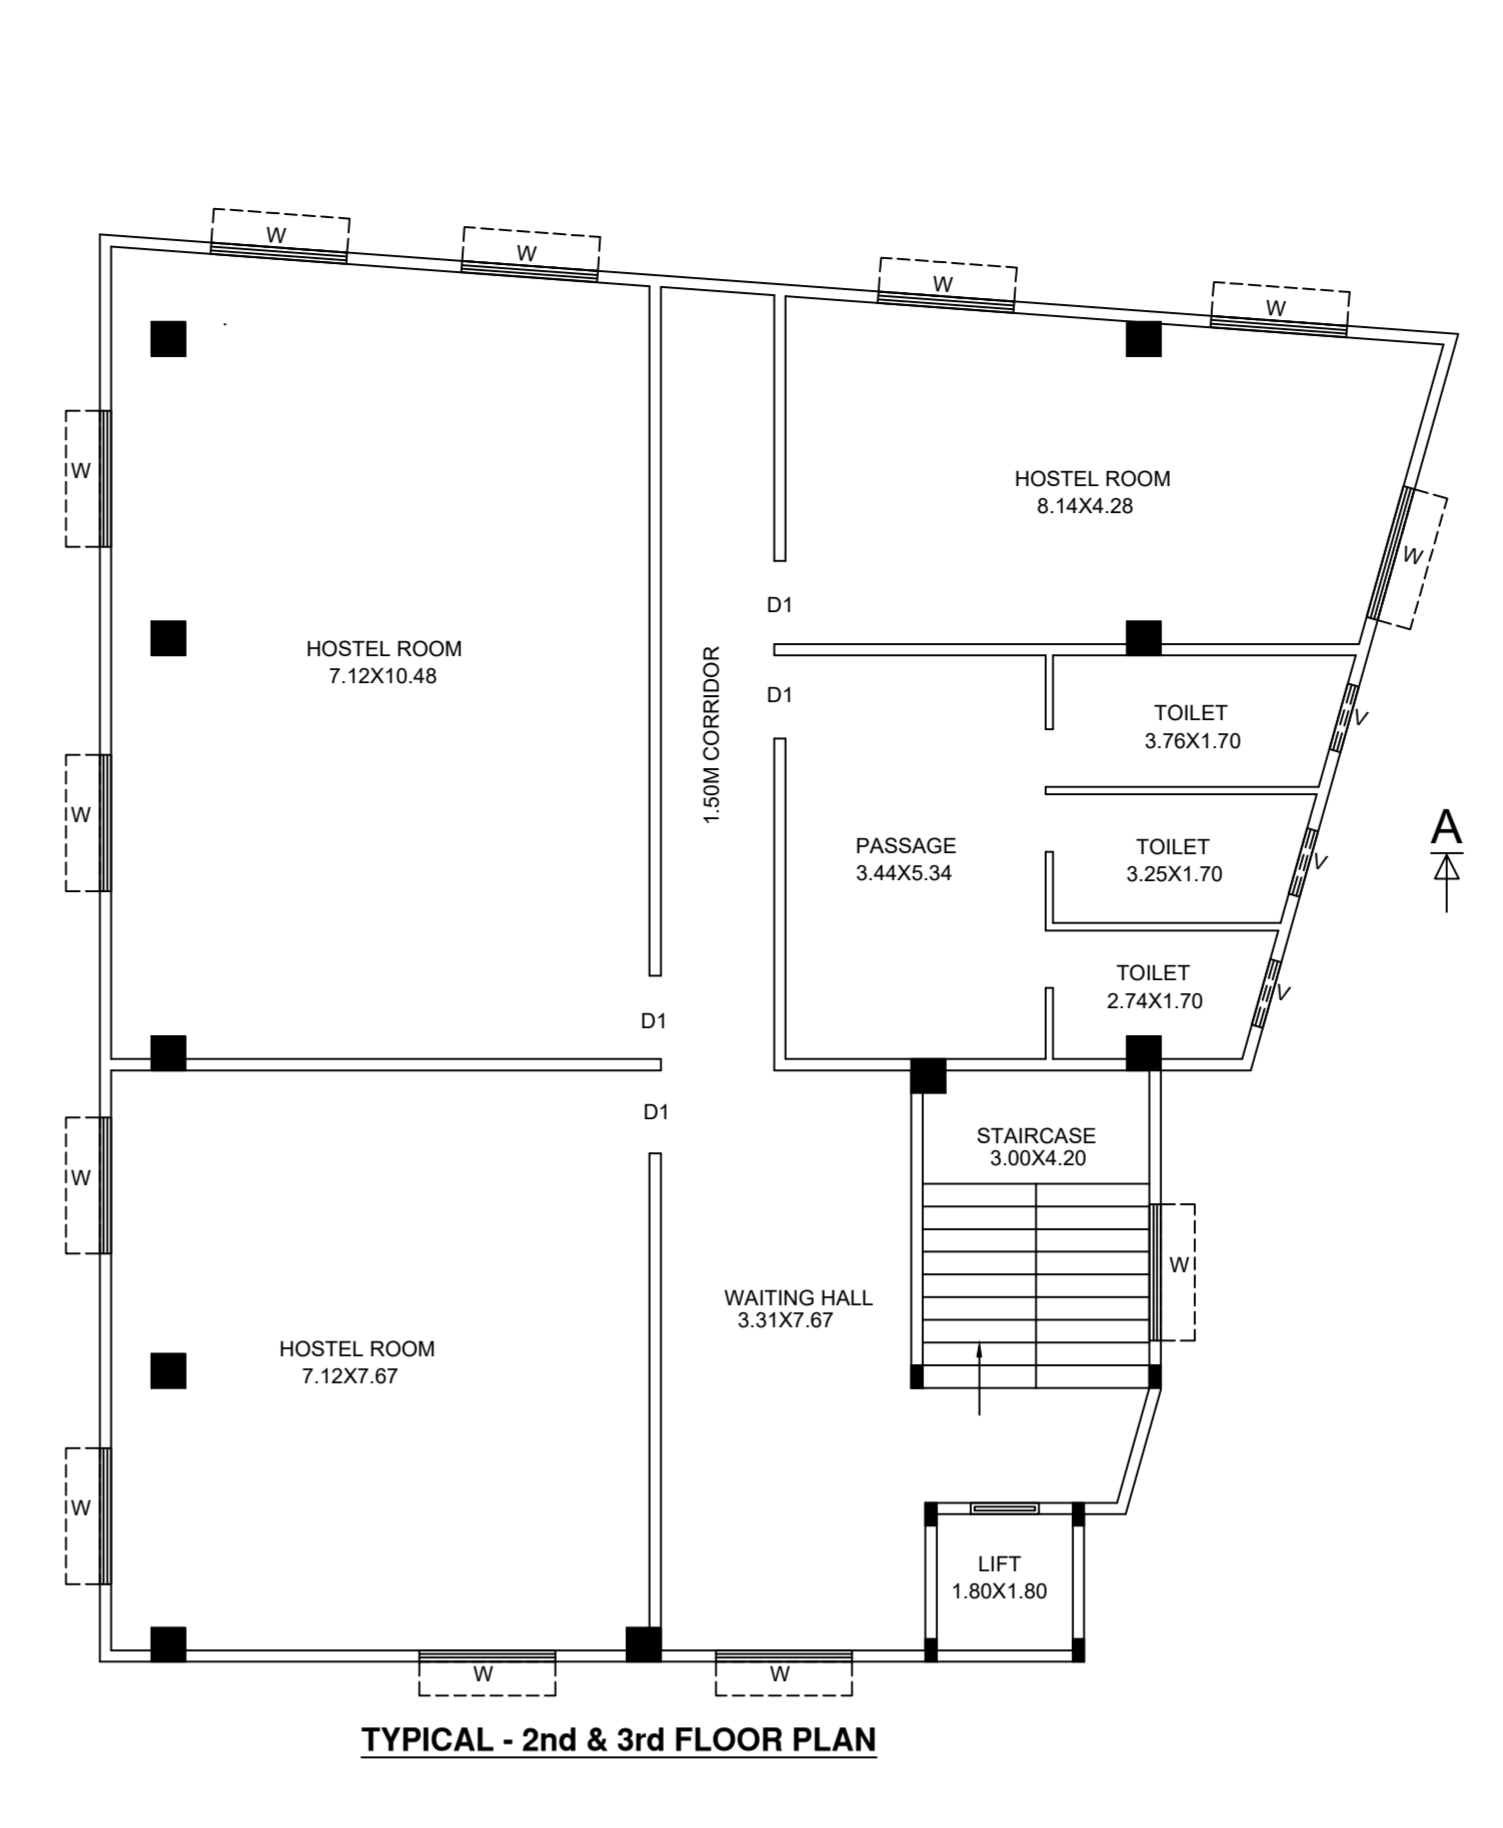 W
W
W
W
W
HOSTEL ROOM
8.14X4.28
W
D1
HOSTEL ROOM
7.12X10.48
1.50M CORRIDOR
D1
TOILET
3.76X1.70
V
W
PASSAGE
3.44X5.34
TOILET
3.25X1.70
V
A
TOILET
2.74X1.70
V
D1
D1
STAIRCASE
3.00X4.20
W
W
WAITING HALL
3.31X7.67
HOSTEL ROOM
7.12X7.67
W
LIFT
1.80X1.80
W
W
TYPICAL - 2nd & 3rd FLOOR PLAN